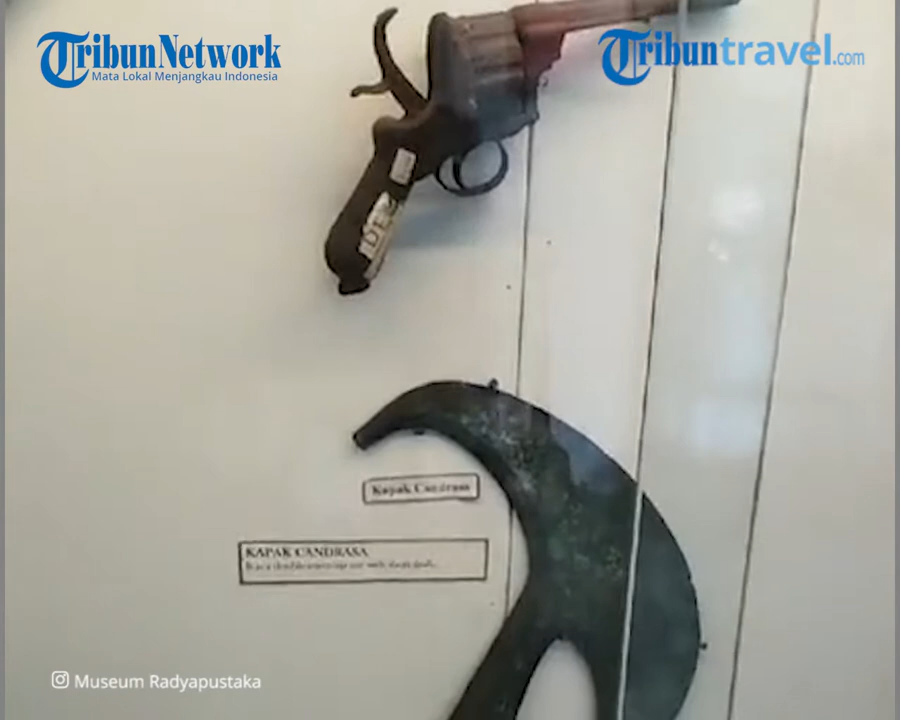 TribunNetwork
Mata Lokal Menjangkau Indonesia
Tribuntravel.com
Kapak Candrasa
KAPAK CANDRASA
Museum Radyapustaka